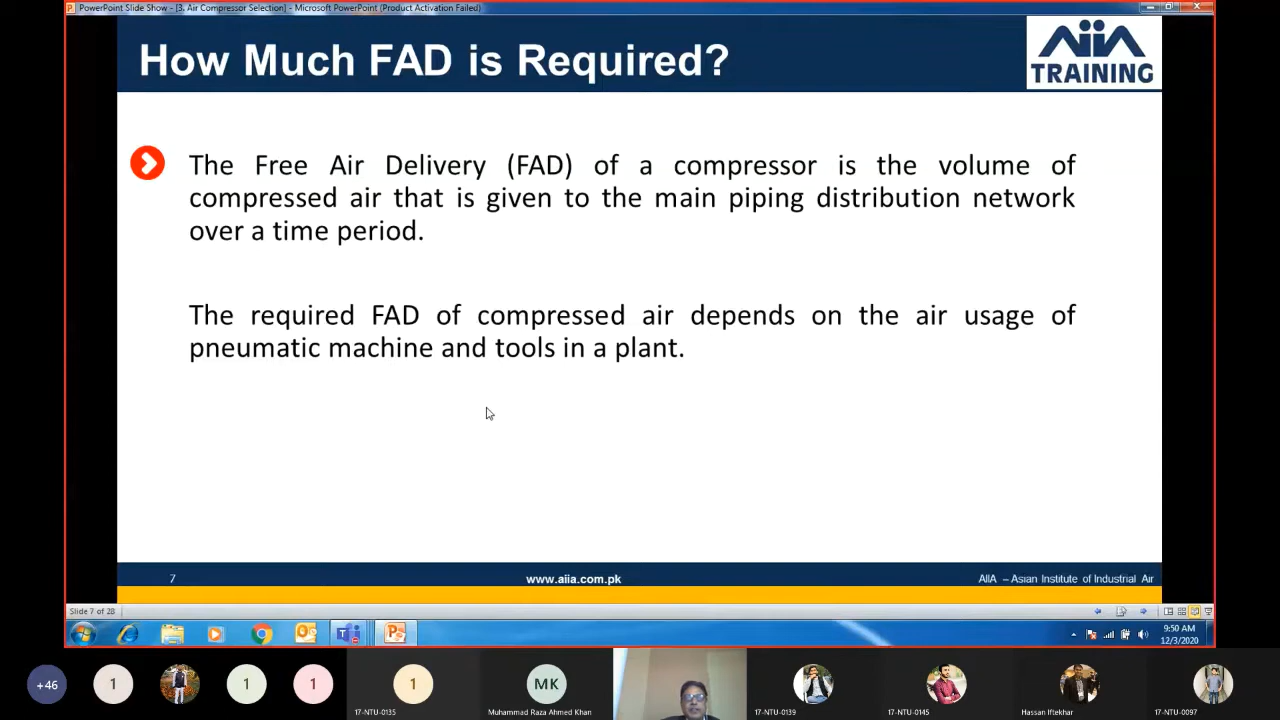 PowerPoint Slide Show - [3. Air Compressor Selection] - Microsoft PowerPoint (Product Activation Failed)
How Much FAD is Required?
AiiA
TRAINING
The Free Air Delivery (FAD) of a compressor is the volume of
compressed air that is given to the main piping distribution network
over a time period.
The required FAD of compressed air depends on the air usage of
pneumatic machine and tools in a plant.
7
www.aiia.com.pk
AIIA – Asian Institute of Industrial Air
Slide 7 of 28
9:50 AM
12/3/2020
+46
1
1
1
1
MK
17-NTU-0135
Muhammad Raza Ahmed Khan
17-NTU-0139
17-NTU-0145
Hassan Iftekhar
17-NTU-0097